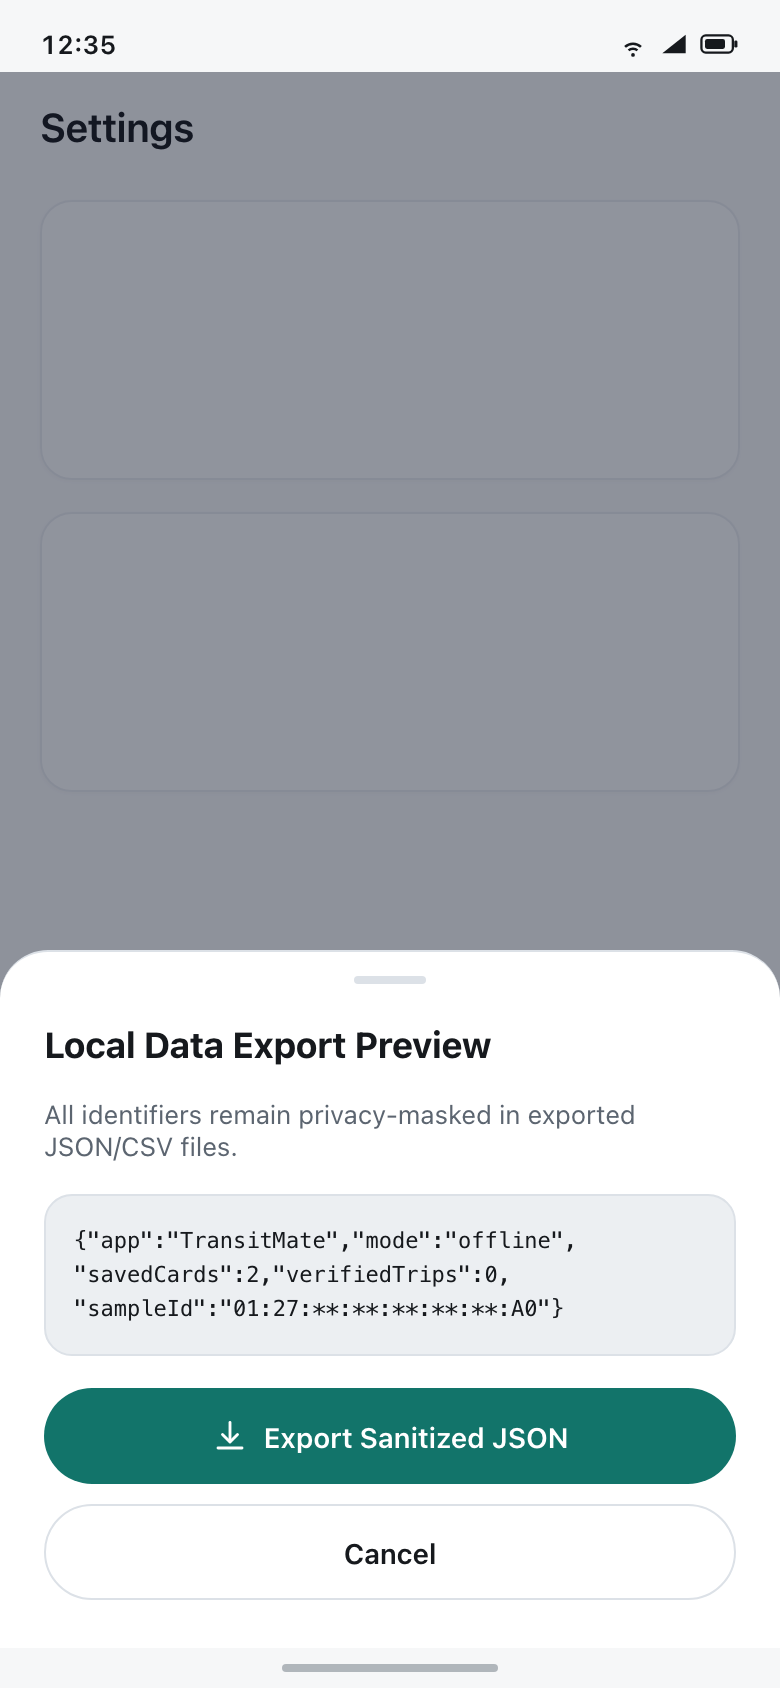 12:35
Settings
Local Data Export Preview
All identifiers remain privacy-masked in exported
JSON/CSV files.
{"app":"TransitMate","mode":"offline",
"savedCards":2,"verifiedTrips":0,
"sampleId":"01:27:**:**:**:**:**:A0"}
Export Sanitized JSON
Cancel